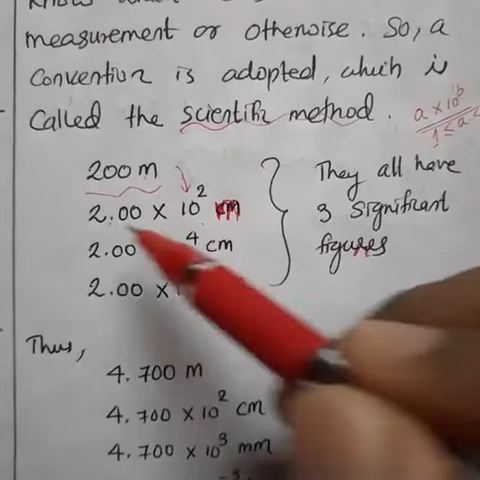 measurement or otherwise. So, a
Convention is adopted, which is
called the scientific method.
a × 10^b
1 ≤ a <
200 m
2.00 × 10^2 m
2.00 4 cm
2.00 ×
They all have
3 significant
figures
Thus,
4.700 m
4.700 × 10^2 cm
4.700 × 10^3 mm